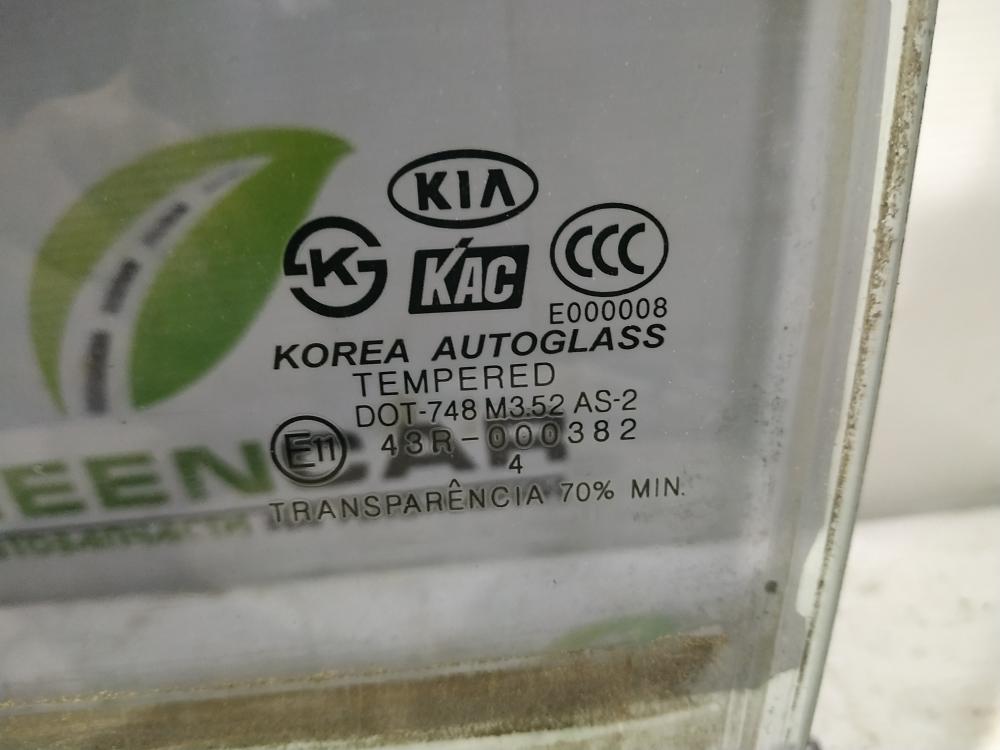 KIA
K
KAC
CCC
E000008
KOREA AUTOGLASS
TEMPERED
DOT-748 M3.52 AS-2
E11
43R-000382
4
TRANSPARÊNCIA 70% MIN.
EENCAR